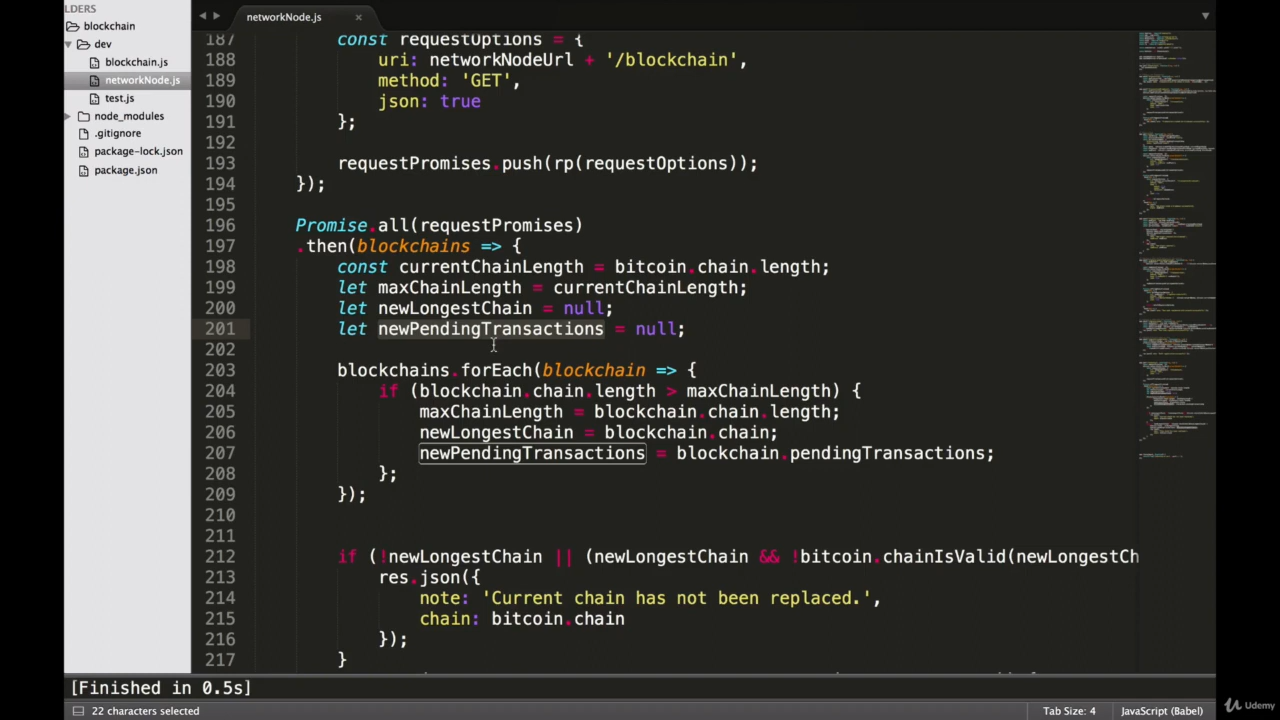 LDERS
blockchain
dev
blockchain.js
networkNode.js
test.js
node_modules
.gitignore
package-lock.json
package.json
networkNode.js ×
187 const requestOptions = {
188 uri: networkNodeUrl + '/blockchain',
189 method: 'GET',
190 json: true
191 };
192
193 requestPromises.push(rp(requestOptions));
194 });
195
196 Promise.all(requestPromises)
197 .then(blockchains => {
198 const currentChainLength = bitcoin.chain.length;
199 let maxChainLength = currentChainLength;
200 let newLongestChain = null;
201 let newPendingTransactions = null;
202
203 blockchains.forEach(blockchain => {
204 if (blockchain.chain.length > maxChainLength) {
205 maxChainLength = blockchain.chain.length;
206 newLongestChain = blockchain.chain;
207 newPendingTransactions = blockchain.pendingTransactions;
208 };
209 });
210
211
212 if (!newLongestChain || (newLongestChain && !bitcoin.chainIsValid(newLongestCh
213 res.json({
214 note: 'Current chain has not been replaced.',
215 chain: bitcoin.chain
216 });
217 }
[Finished in 0.5s]
22 characters selected
Tab Size: 4
JavaScript (Babel)
Udemy